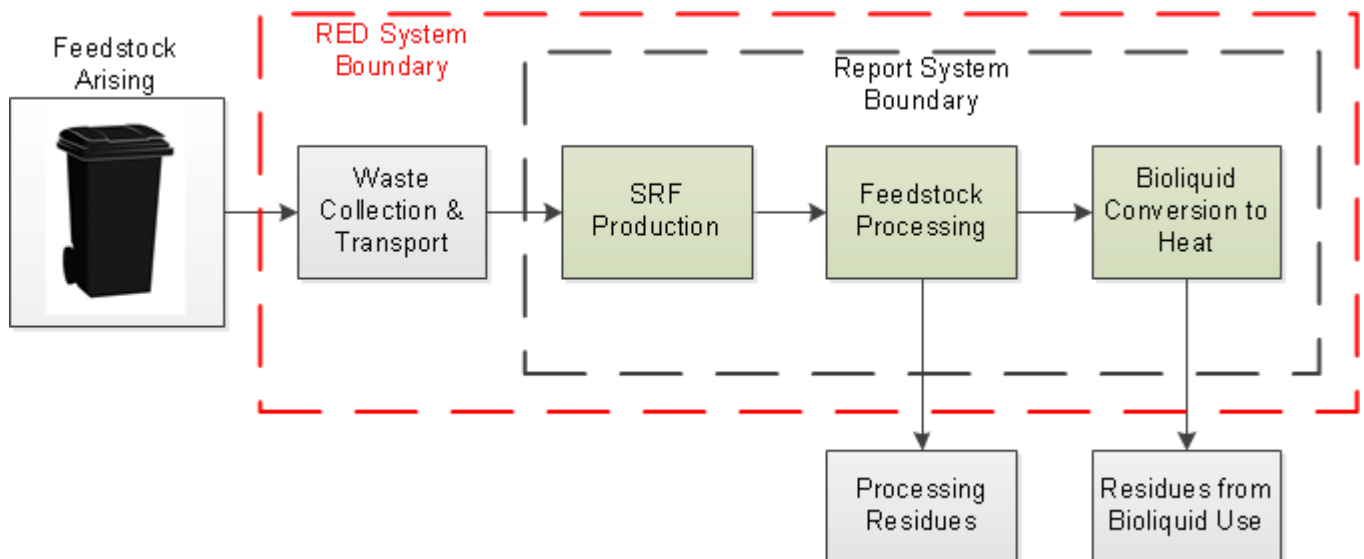 Feedstock
Arising
RED System
Boundary
Report System
Boundary
Waste
Collection &
Transport
SRF
Production
Feedstock
Processing
Bioliquid
Conversion to
Heat
Processing
Residues
Residues from
Bioliquid Use